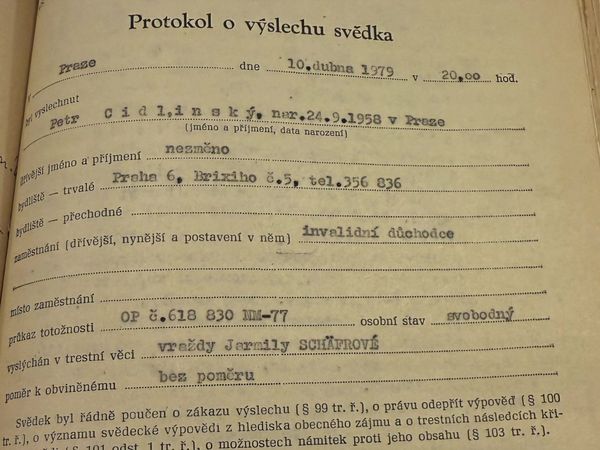 Protokol o výslechu svědka
V Praze dne 10.dubna 1979 v 20,00 hod.
byl vyslechnut
Petr Cidlinský, nar.24.9.1958 v Praze
(jméno a příjmení, data narození)
dřívější jméno a příjmení nezměno
bydliště — trvalé Praha 6, Brixiho č.5, tel.356 836
bydliště — přechodné
zaměstnání (dřívější, nynější a postavení v něm) invalidní důchodce
místo zaměstnání
průkaz totožnosti OP č.618 830 MM-77 osobní stav svobodný
vyslýchán v trestní věci vraždy Jarmily SCHÄFROVÉ
poměr k obviněnému bez poměru
Svědek byl řádně poučen o zákazu výslechu (§ 99 tr. ř.), o právu odepřít výpověď (§ 100
tr. ř.), o významu svědecké výpovědi z hlediska obecného zájmu a o trestních následcích kři-
(§ 101 odst. 1 tr. ř.), o možnostech námitek proti jeho obsahu (§ 103 tr. ř.).